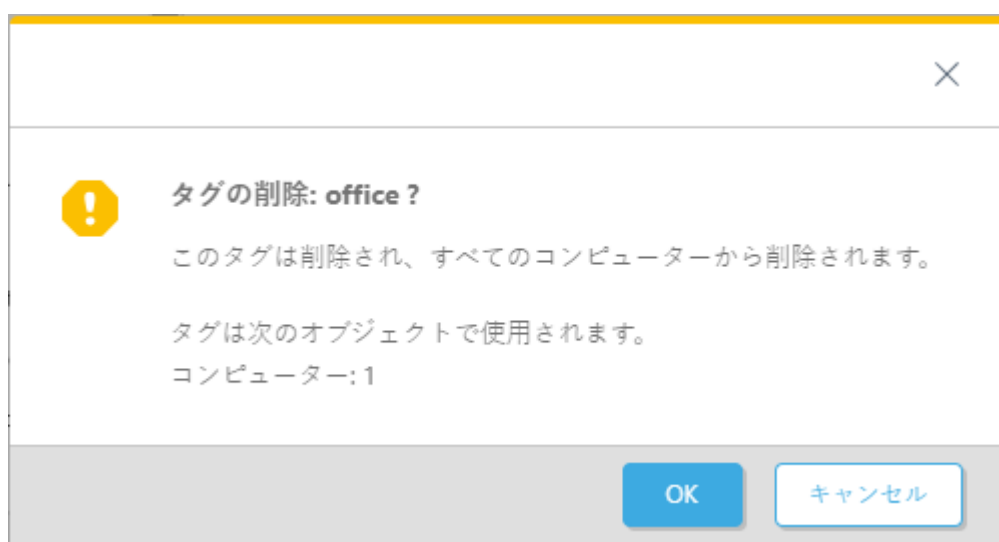 タグの削除: office ?
このタグは削除され、すべてのコンピューターから削除されます。
タグは次のオブジェクトで使用されます。
コンピューター: 1
OK
キャンセル